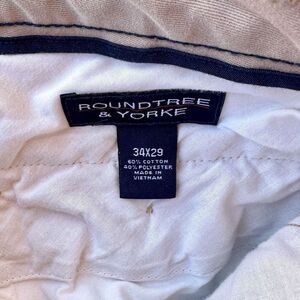 ROUNDTREE
& YORKE
34X29
60% COTTON
40% POLYESTER
MADE IN
VIETNAM